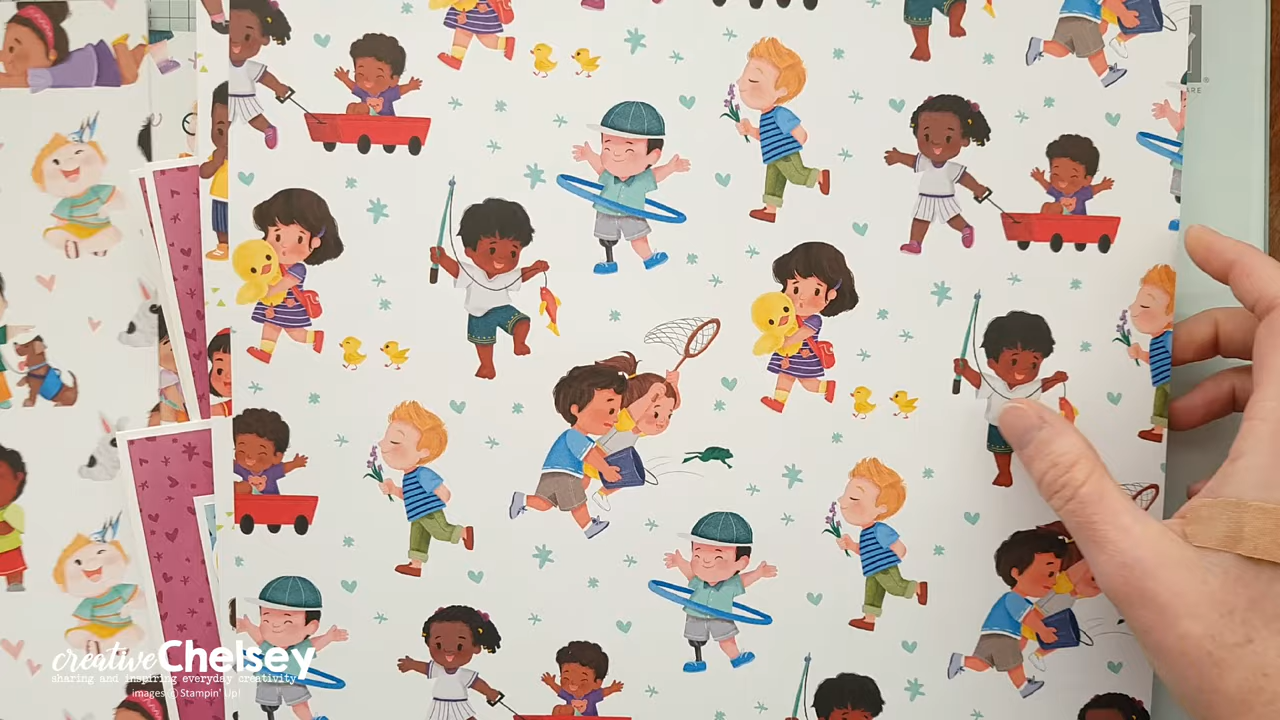 creativeChelsey
sharing and inspiring everyday creativity
images © Stampin' Up!